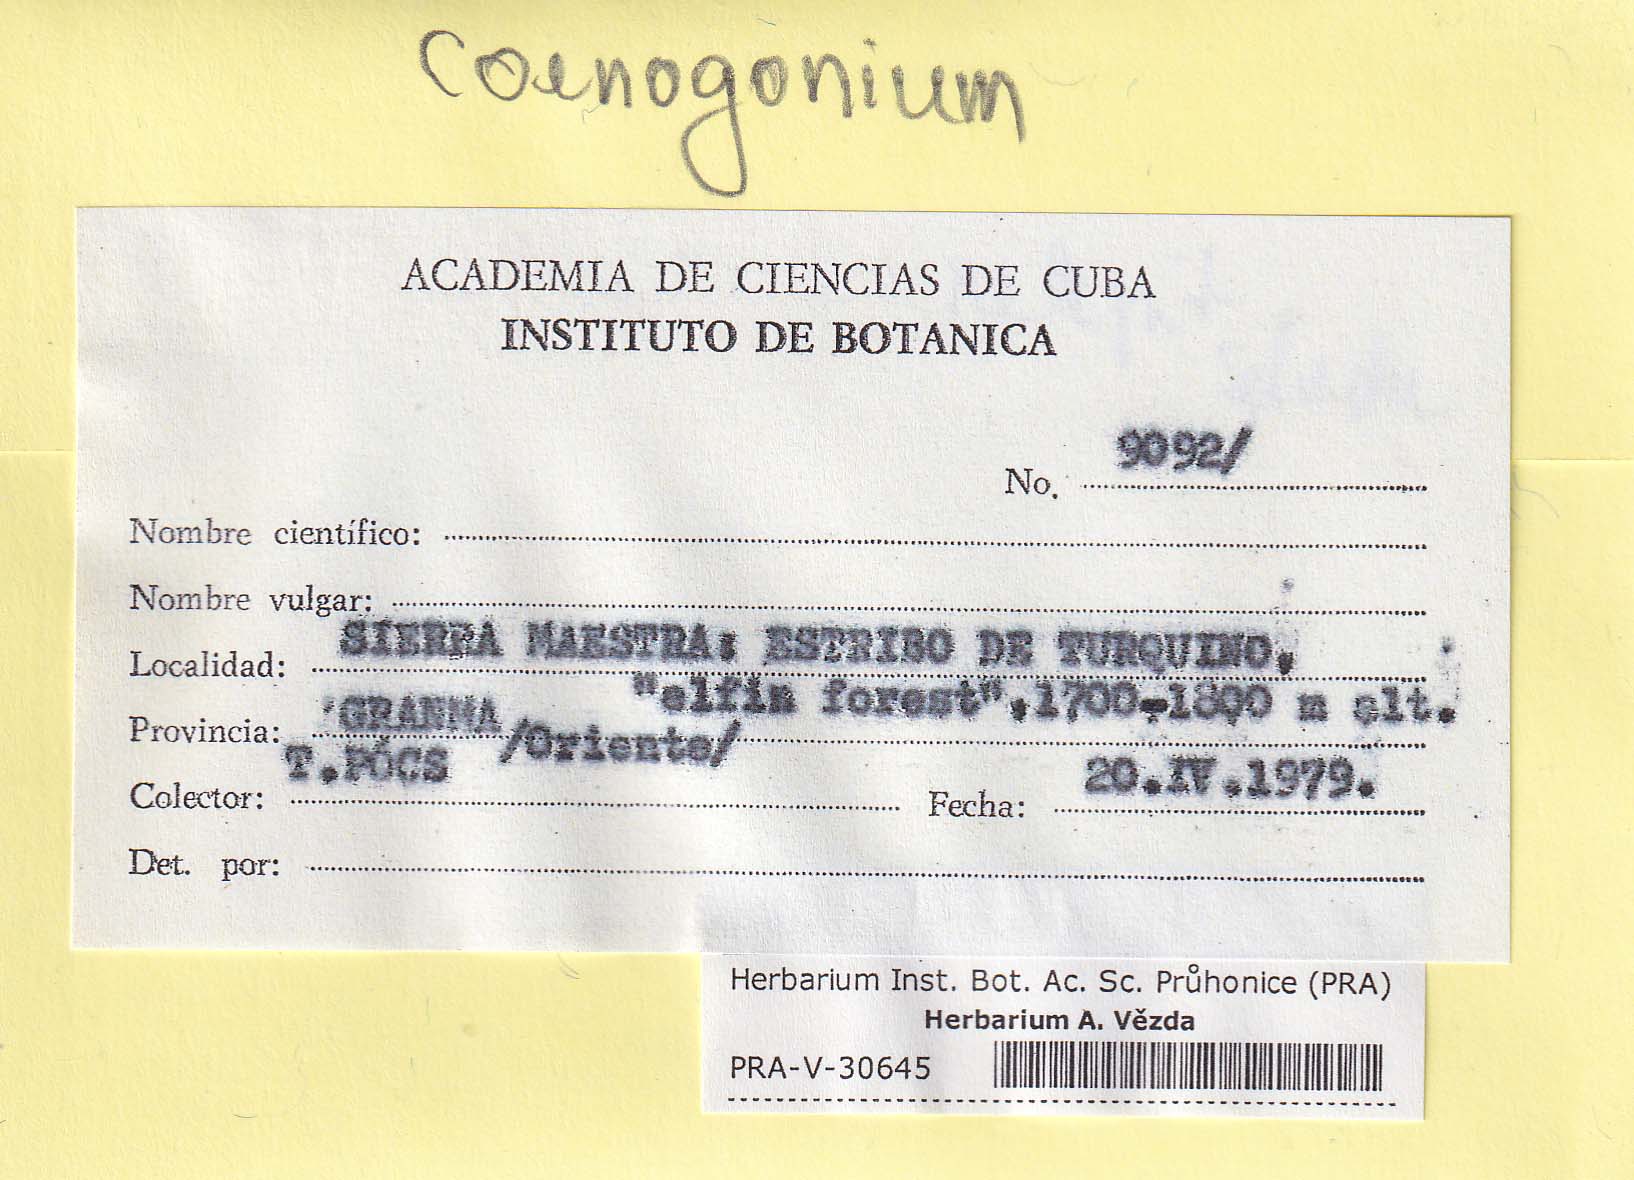 Coenogonium
ACADEMIA DE CIENCIAS DE CUBA
INSTITUTO DE BOTANICA
No. 9092/
Nombre científico:
Nombre vulgar:
Localidad: SIERRA MAESTRA: ESTRIBO DE TURQUINO,
"elfin forest", 1700-1800 m alt.
Provincia: GRANMA /Oriente/
Colector: T.PÓCS Fecha: 20.IV.1979.
Det. por:
Herbarium Inst. Bot. Ac. Sc. Průhonice (PRA)
Herbarium A. Vězda
PRA-V-30645